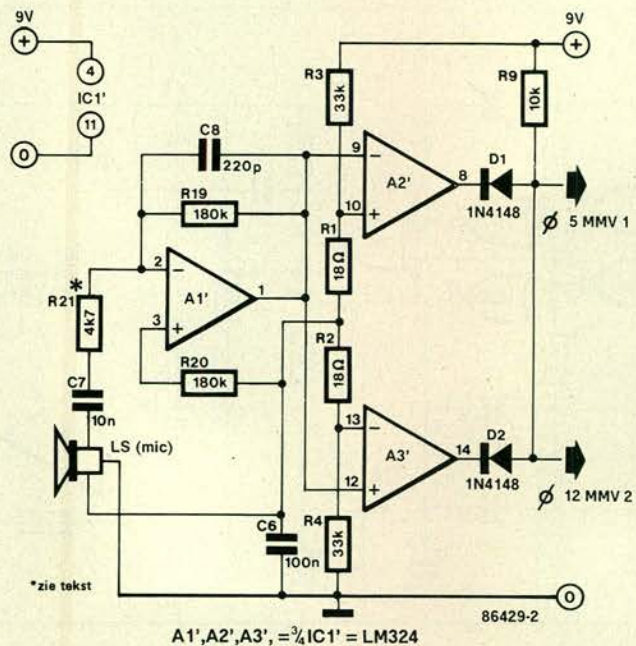 9V
+
4
IC1'
11
0
9V
+
R3
33k
R9
10k
C8
220p
9
−
A2'
8
D1
1N4148
10
+
ϕ 5 MMV 1
R19
180k
R1
18Ω
2
−
A1'
1
3
+
*
R21
4k7
R20
180k
R2
18Ω
C7
10n
LS (mic)
13
−
A3'
14
D2
1N4148
12
+
ϕ 12 MMV 2
C6
100n
R4
33k
*zie tekst
0
86429-2
A1',A2',A3', =¾IC1' = LM324